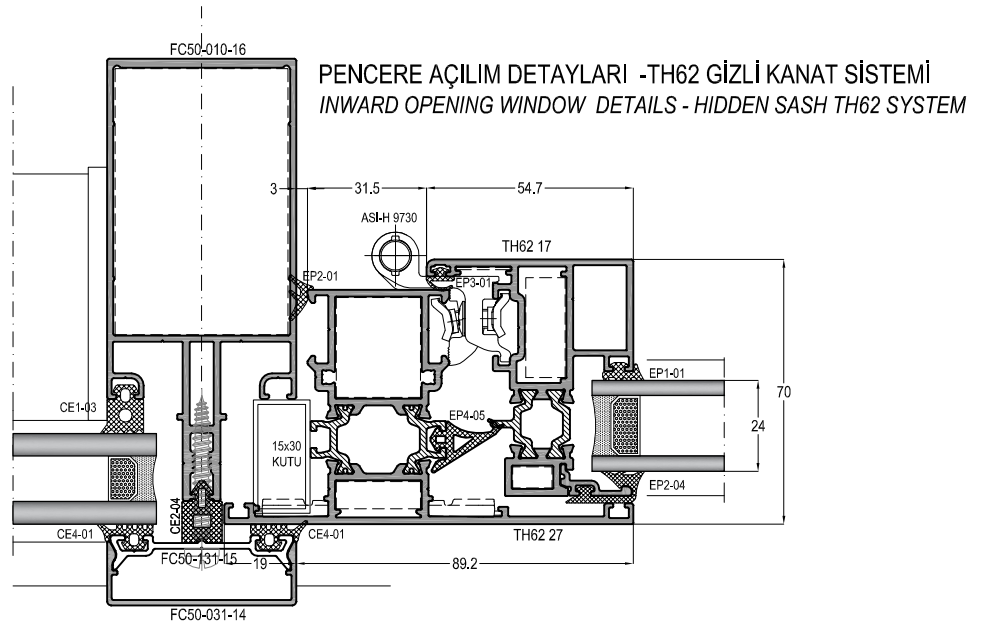 FC50-010-16
PENCERE AÇILIM DETAYLARI -TH62 GİZLİ KANAT SİSTEMİ
INWARD OPENING WINDOW DETAILS - HIDDEN SASH TH62 SYSTEM
3
31.5
54.7
ASI-H 9730
TH62 17
EP2-01
EP3-01
EP1-01
70
CE1-03
EP4-05
24
15x30
KUTU
EP2-04
CE2-04
CE4-01
CE4-01
TH62 27
FC50-131-15
19
89.2
FC50-031-14